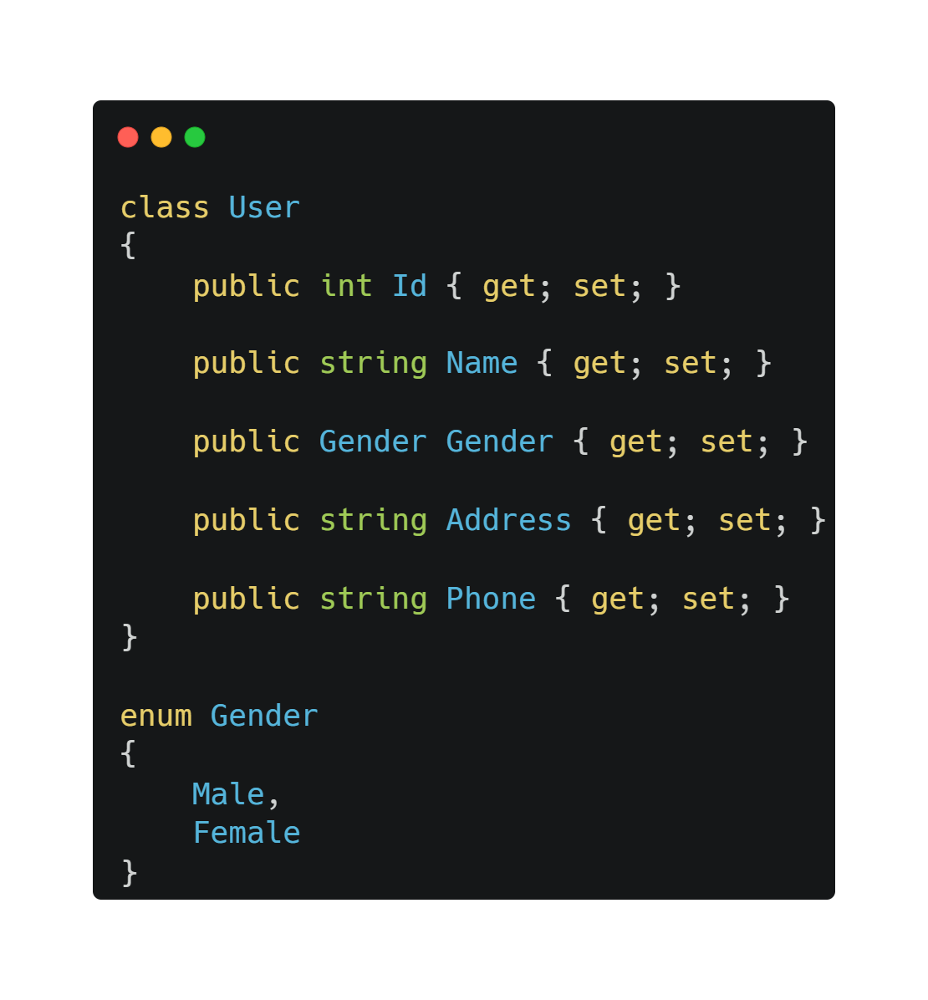 class User
{
    public int Id { get; set; }
    public string Name { get; set; }
    public Gender Gender { get; set; }
    public string Address { get; set; }
    public string Phone { get; set; }
}
enum Gender
{
    Male,
    Female
}